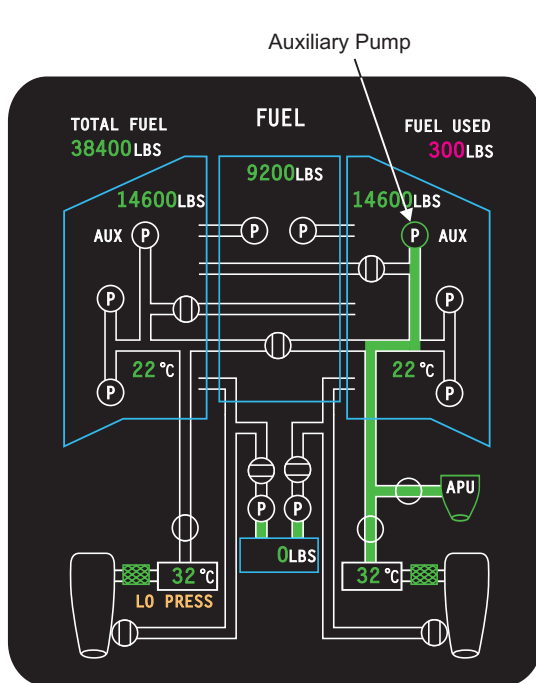 Auxiliary Pump
FUEL
TOTAL FUEL
38400LBS
FUEL USED
300LBS
9200LBS
14600LBS
14600LBS
AUX P
P
P
P AUX
P
P
22 °C
22 °C
P
P
APU
P
P
0LBS
32 °C
32 °C
LO PRESS